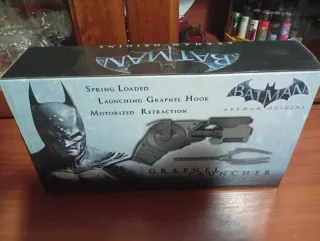 BATMAN
ARKHAM ORIGINS
SPRING LOADED
LAUNCHING GRAPNEL HOOK
MOTORIZED RETRACTION
BATMAN
ARKHAM ORIGINS
GRAPNEL
LAUNCHER